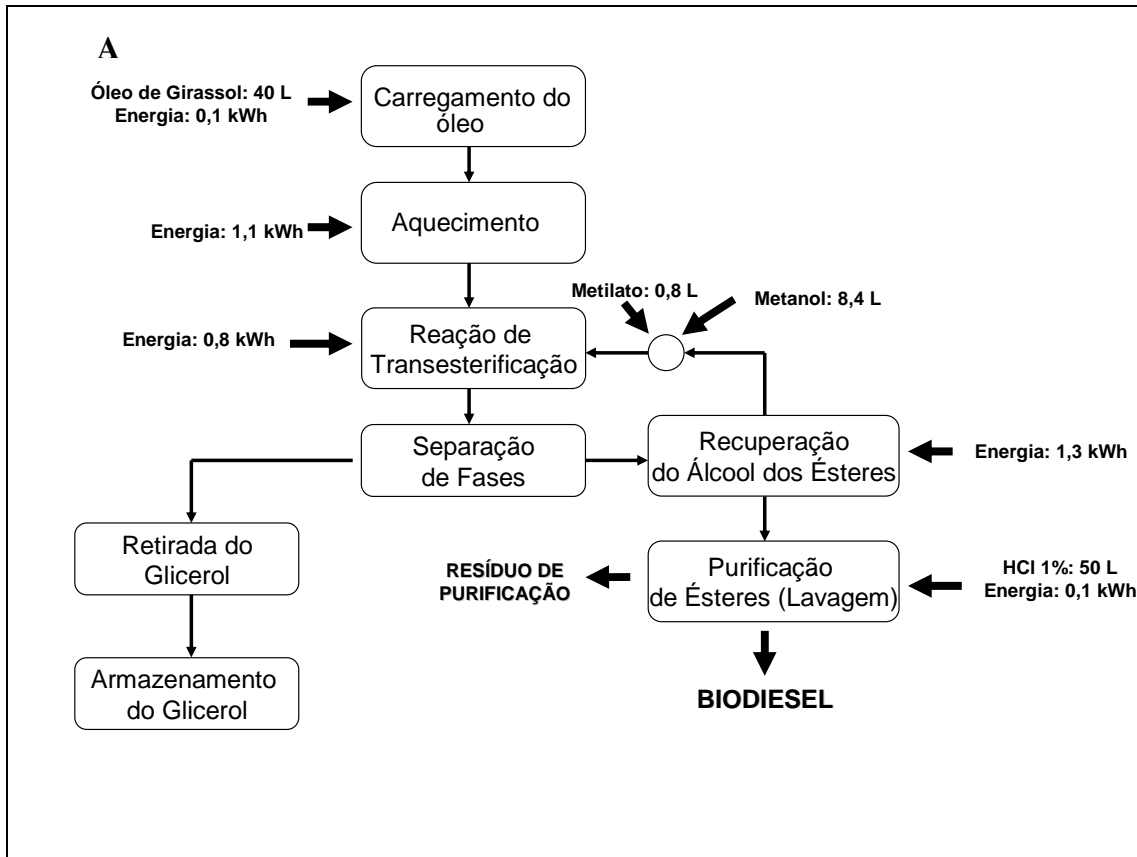 A
Óleo de Girassol: 40 L
Energia: 0,1 kWh
Carregamento do
óleo
Energia: 1,1 kWh
Aquecimento
Metilato: 0,8 L
Metanol: 8,4 L
Energia: 0,8 kWh
Reação de
Transesterificação
Separação
de Fases
Recuperação
do Álcool dos Ésteres
Energia: 1,3 kWh
Retirada do
Glicerol
RESÍDUO DE
PURIFICAÇÃO
Purificação
de Ésteres (Lavagem)
HCl 1%: 50 L
Energia: 0,1 kWh
Armazenamento
do Glicerol
BIODIESEL